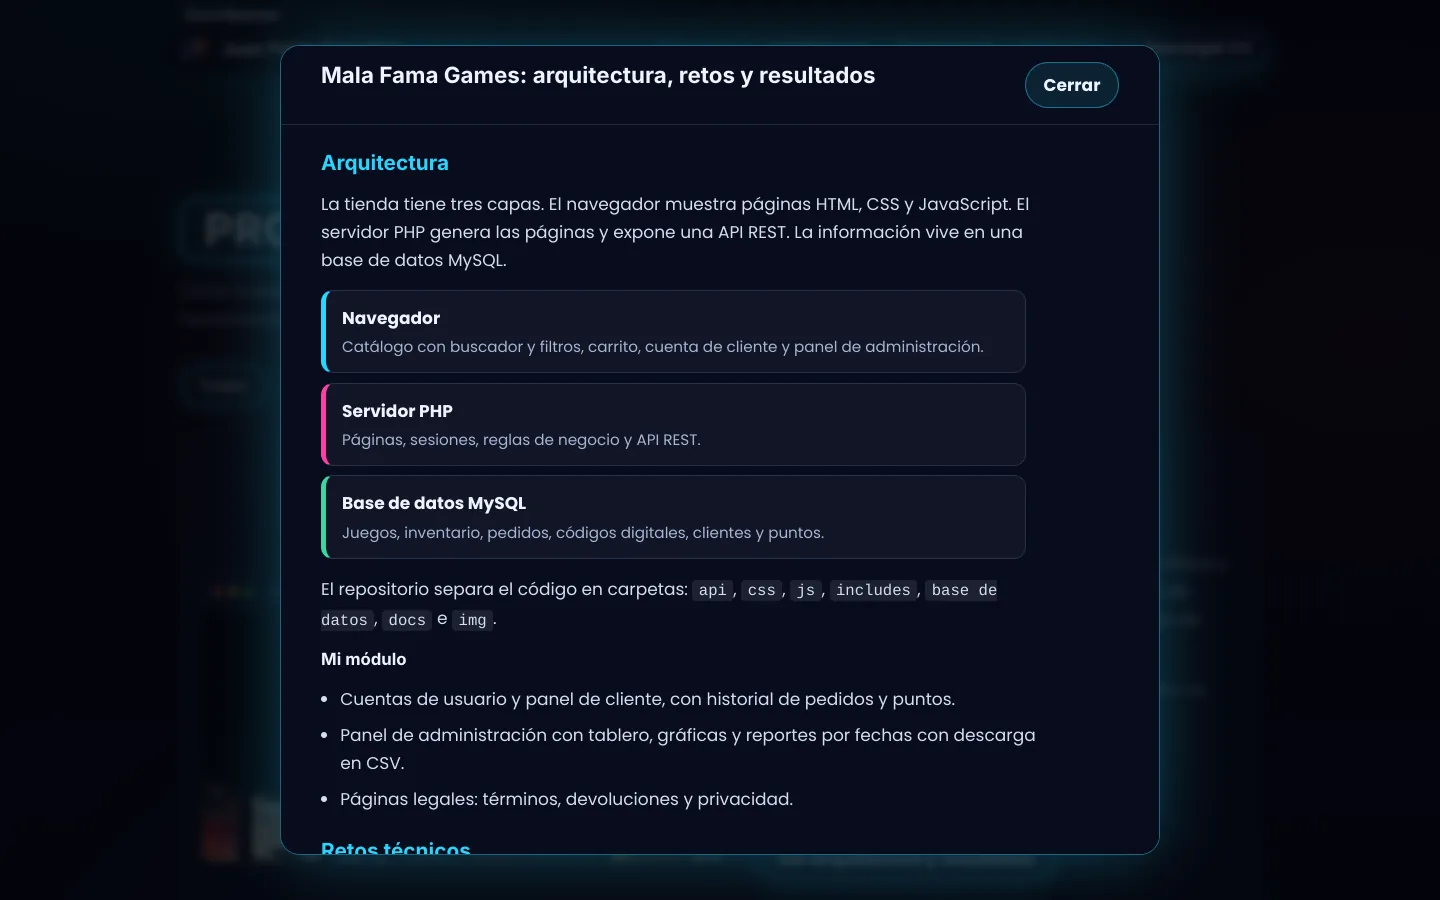 Mala Fama Games: arquitectura, retos y resultados
Cerrar
Arquitectura
La tienda tiene tres capas. El navegador muestra páginas HTML, CSS y JavaScript. El
servidor PHP genera las páginas y expone una API REST. La información vive en una
base de datos MySQL.
Navegador
Catálogo con buscador y filtros, carrito, cuenta de cliente y panel de administración.
Servidor PHP
Páginas, sesiones, reglas de negocio y API REST.
Base de datos MySQL
Juegos, inventario, pedidos, códigos digitales, clientes y puntos.
El repositorio separa el código en carpetas: api, css, js, includes, base de
datos, docs e img.
Mi módulo
• Cuentas de usuario y panel de cliente, con historial de pedidos y puntos.
• Panel de administración con tablero, gráficas y reportes por fechas con descarga
en CSV.
• Páginas legales: términos, devoluciones y privacidad.
Retos técnicos